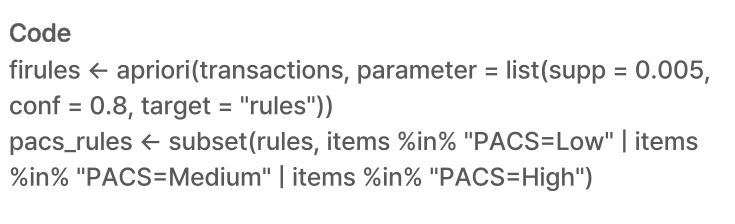 Code
firules ← apriori(transactions, parameter = list(supp = 0.005,
conf = 0.8, target = "rules"))
pacs_rules ← subset(rules, items %in% "PACS=Low" | items
%in% "PACS=Medium" | items %in% "PACS=High")